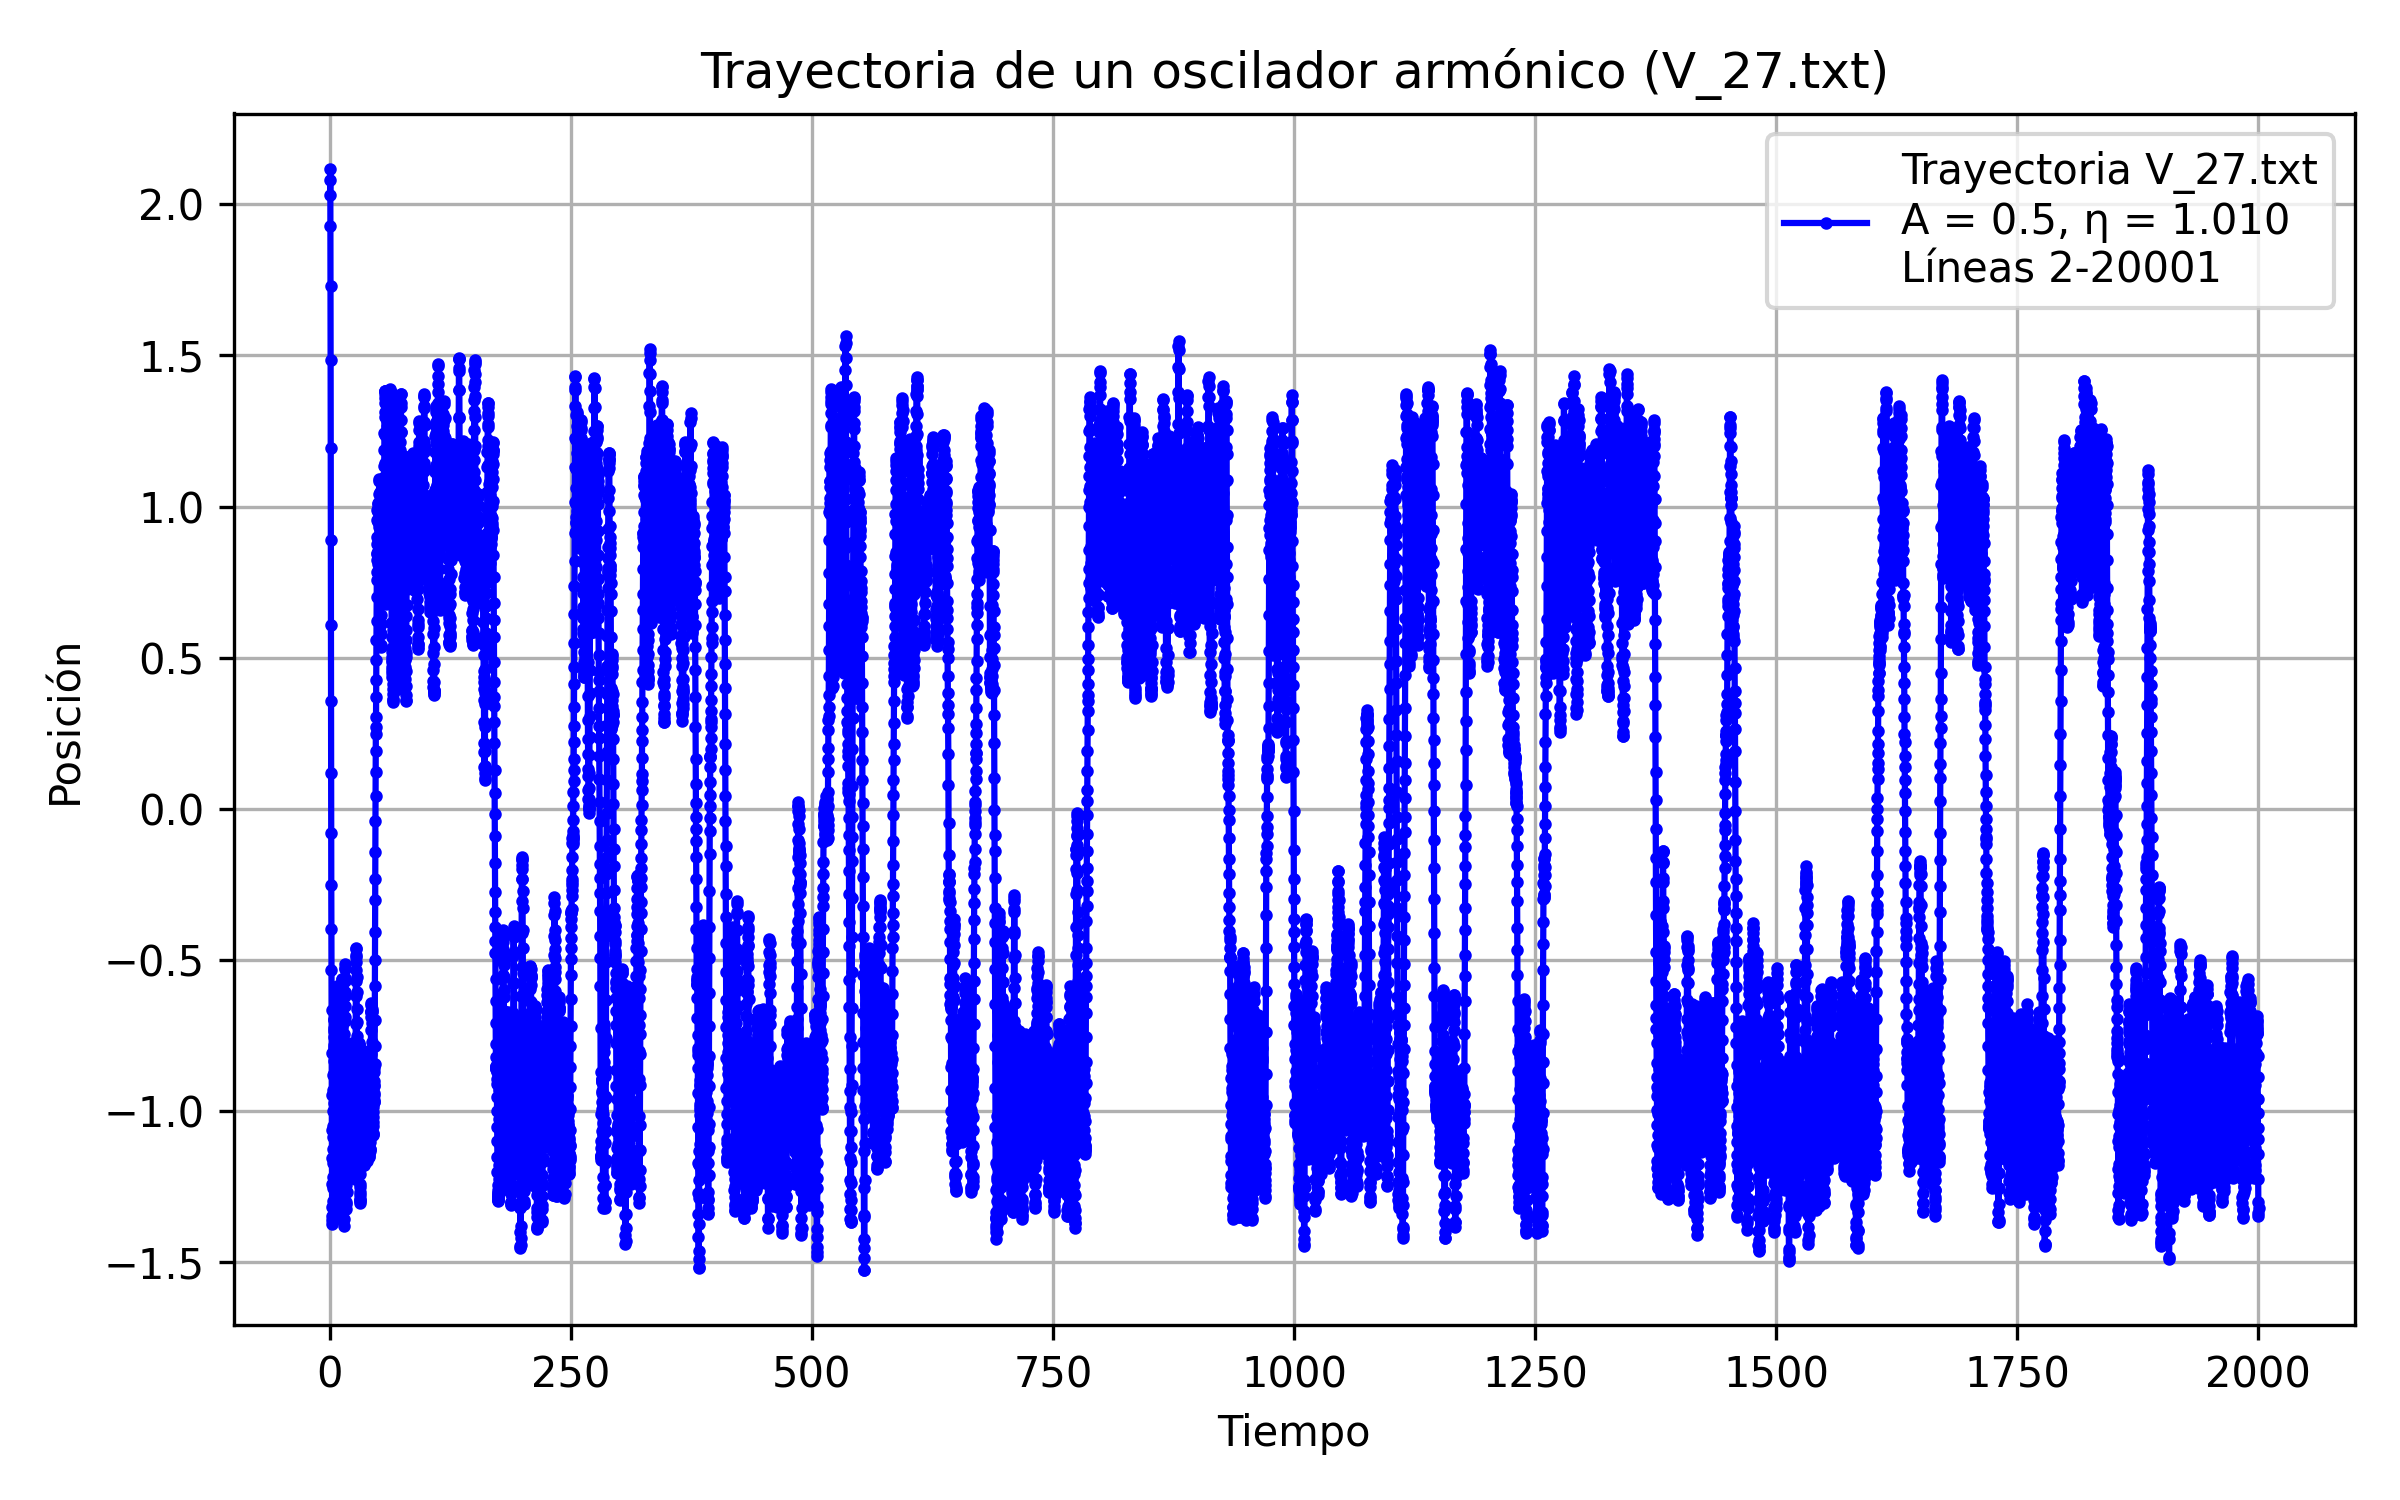 Trayectoria de un oscilador armónico (V_27.txt)
Trayectoria V_27.txt
A = 0.5, η = 1.010
Líneas 2-20001
Posición
2.0
1.5
1.0
0.5
0.0
−0.5
−1.0
−1.5
0 250 500 750 1000 1250 1500 1750 2000
Tiempo